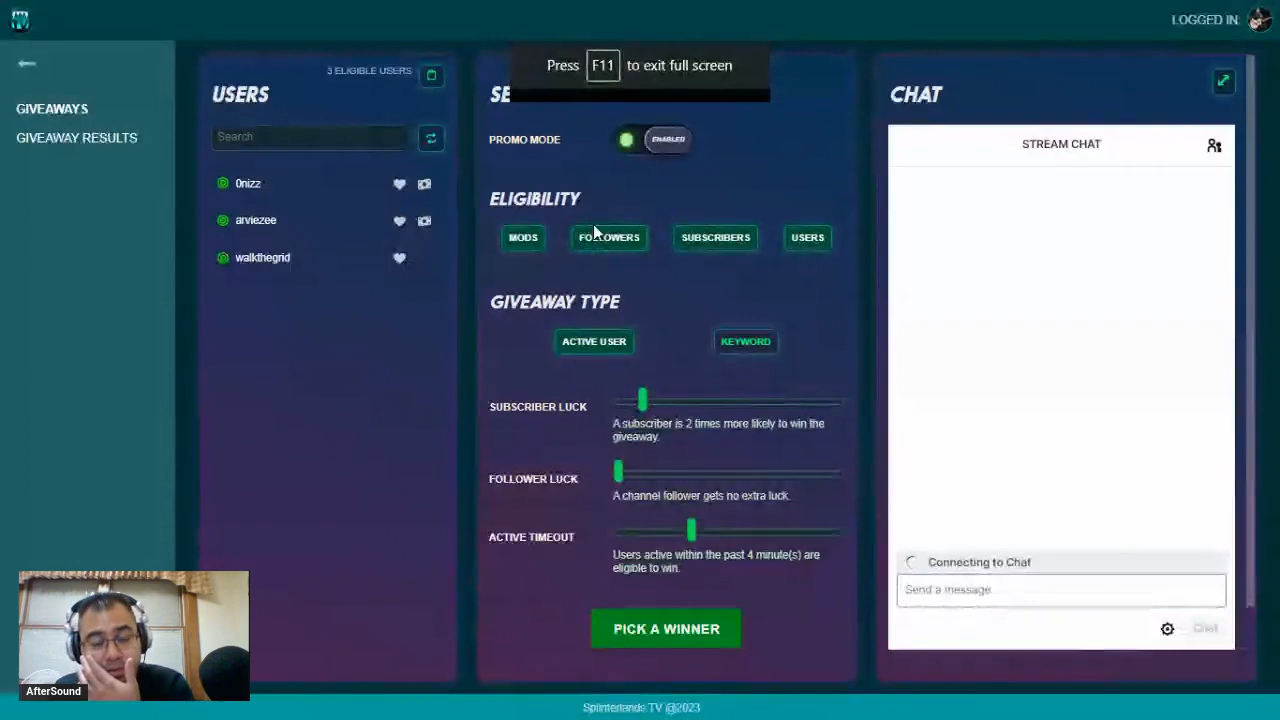 LOGGED IN
Press F11 to exit full screen
GIVEAWAYS
GIVEAWAY RESULTS
3 ELIGIBLE USERS
USERS
Search
0nizz
arviezee
walkthegrid
SE
PROMO MODE
ENABLED
ELIGIBILITY
MODS FOLLOWERS SUBSCRIBERS USERS
GIVEAWAY TYPE
ACTIVE USER KEYWORD
SUBSCRIBER LUCK
A subscriber is 2 times more likely to win the
giveaway.
FOLLOWER LUCK
A channel follower gets no extra luck.
ACTIVE TIMEOUT
Users active within the past 4 minute(s) are
eligible to win.
PICK A WINNER
CHAT
STREAM CHAT
Connecting to Chat
Send a message
Chat
AfterSound
Splinterlands TV @2023